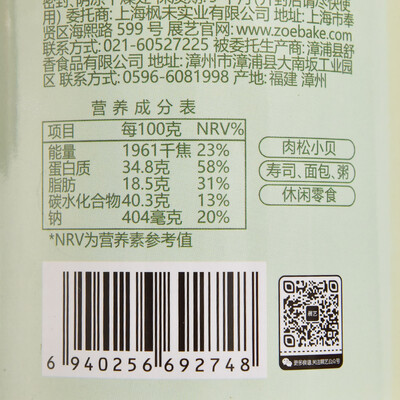 用) 委托商: 上海枫未实业有限公司 地址: 上海市奉
贤区海熙路 599 号 展艺官网: www.zoebake.com
联系方式: 021-60527225 被委托生产商: 漳浦县舒
香食品有限公司 地址: 漳州市漳浦县大南坂工业园
区 联系方式: 0596-6081998 产地: 福建 漳州
营养成分表
项目 每100克 NRV%
能量 1961千焦 23%
蛋白质 34.8克 58%
脂肪 18.5克 31%
碳水化合物 40.3克 13%
钠 404毫克 20%
*NRV为营养素参考值
肉松小贝
寿司、面包、粥
休闲零食
展艺
6 940256 692748